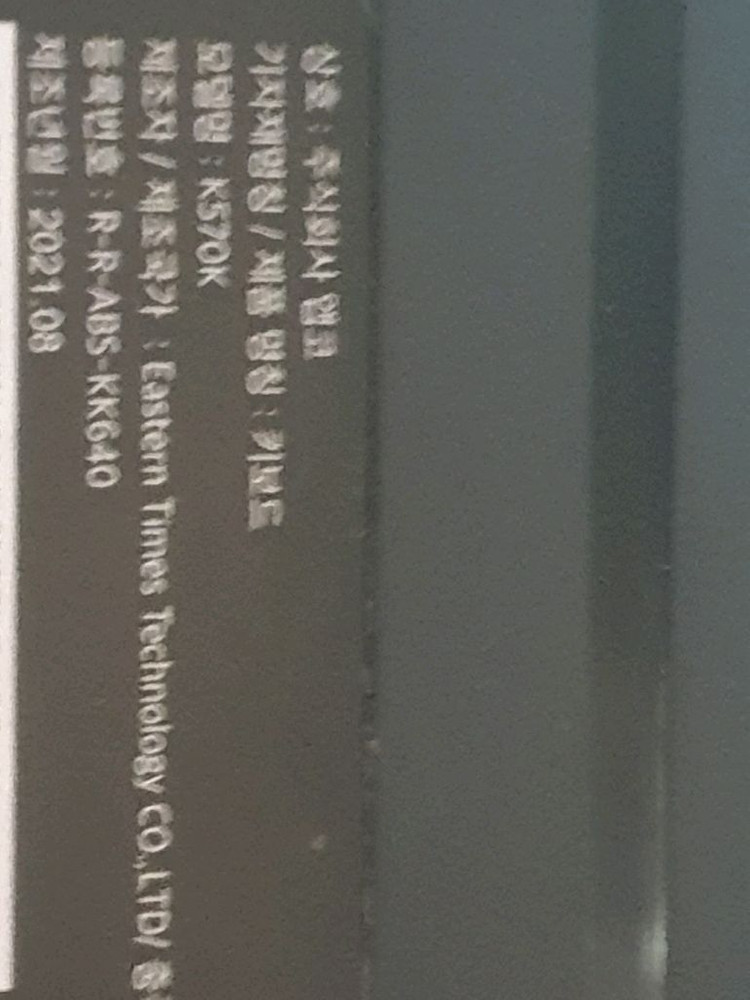 상호 : 주식회사 앱코
기자재명칭 / 제품 명칭 : 키보드
모델명 : K570K
제조사 / 제조국가 : Eastern Times Technology CO.,LTD/
등록번호 : R-R-ABS-KK640
제조년월 : 2021.08